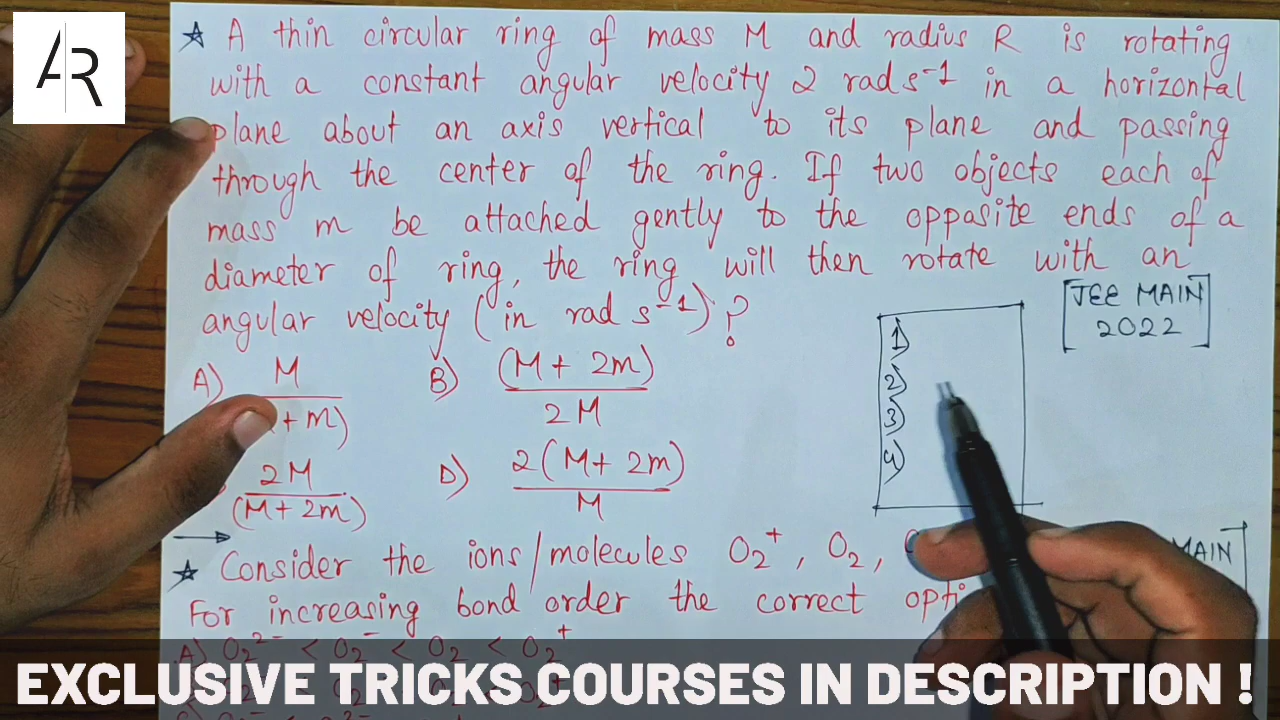 AR
☆ A thin circular ring of mass M and radius R is rotating
with a constant angular velocity 2 rad s⁻¹ in a horizontal
plane about an axis vertical to its plane and passing
through the center of the ring. If two objects each of
mass m be attached gently to the opposite ends of a
diameter of ring, the ring will then rotate with an
angular velocity (in rad s⁻¹)?
[JEE MAIN
2022]
A) M / + m)
B) (M + 2m) / 2M
2M / (M + 2m)
D) 2(M + 2m) / M
1)
2)
3)
4)
→
☆ Consider the ions/molecules O₂⁺, O₂,
MAIN
For increasing bond order the correct opti
A) O₂²⁻ < O₂⁻ < O₂ < O₂⁺
EXCLUSIVE TRICKS COURSES IN DESCRIPTION !